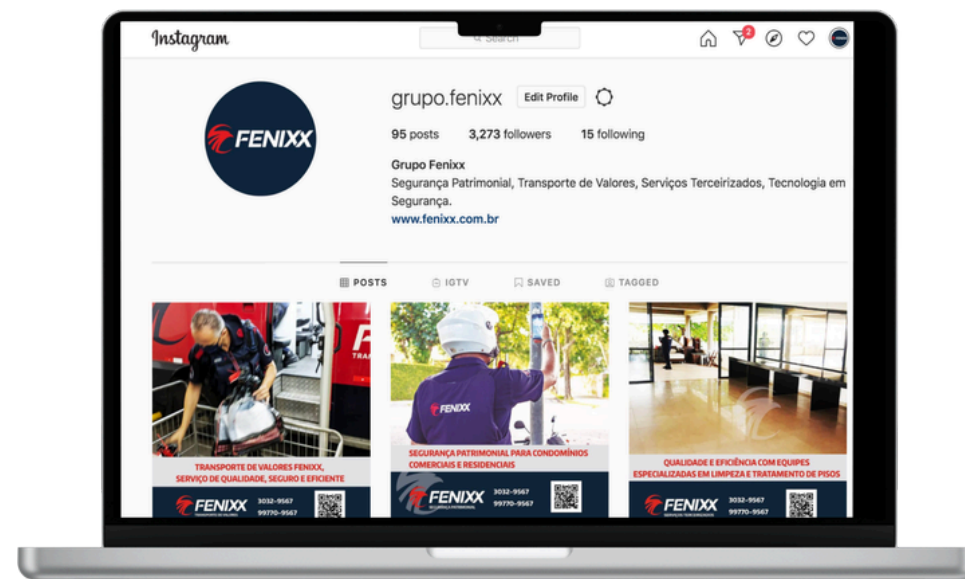 Instagram
Search
2
FENIXX
grupo.fenixx Edit Profile
95 posts 3,273 followers 15 following
Grupo Fenixx
Segurança Patrimonial, Transporte de Valores, Serviços Terceirizados, Tecnologia em
Segurança.
www.fenixx.com.br
POSTS IGTV SAVED TAGGED
TRANSPORTE DE VALORES FENIXX,
SERVIÇO DE QUALIDADE, SEGURO E EFICIENTE
FENIXX
3032-9567
99770-9567
FENIXX
SEGURANÇA PATRIMONIAL PARA CONDOMÍNIOS
COMERCIAIS E RESIDENCIAIS
FENIXX
SEGURANÇA PATRIMONIAL
3032-9567
99770-9567
QUALIDADE E EFICIÊNCIA COM EQUIPES
ESPECIALIZADAS EM LIMPEZA E TRATAMENTO DE PISOS
FENIXX
3032-9567
99770-9567